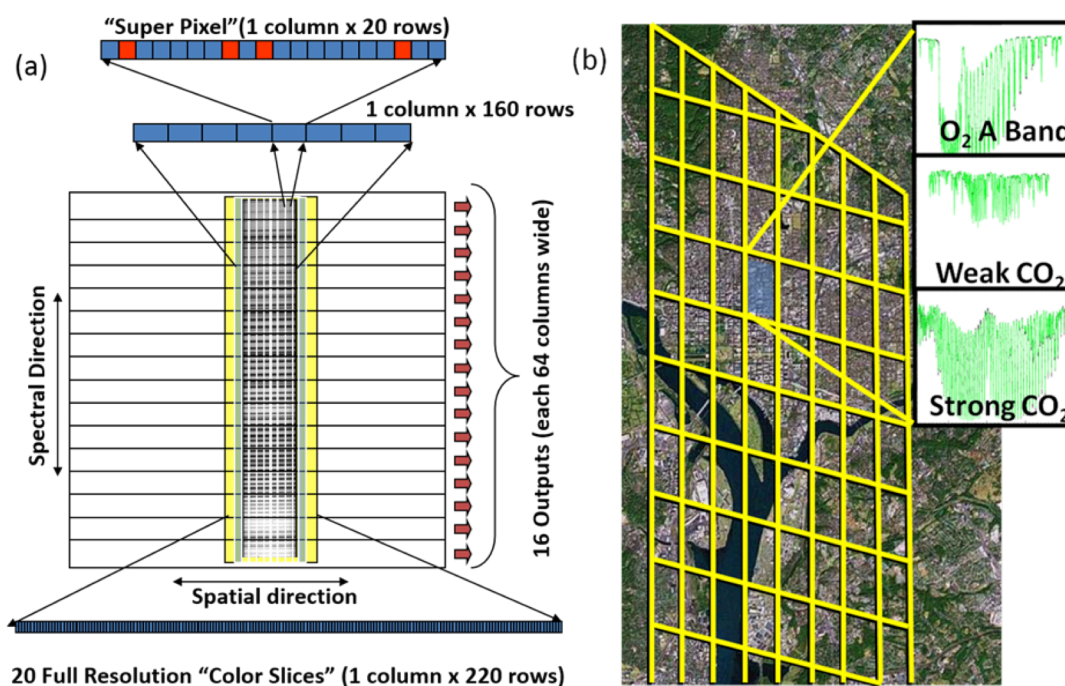 “Super Pixel”(1 column x 20 rows)
(a)
1 column x 160 rows
Spectral Direction
16 Outputs (each 64 columns wide)
Spatial direction
20 Full Resolution “Color Slices” (1 column x 220 rows)
(b)
O₂ A Band
Weak CO₂
Strong CO₂